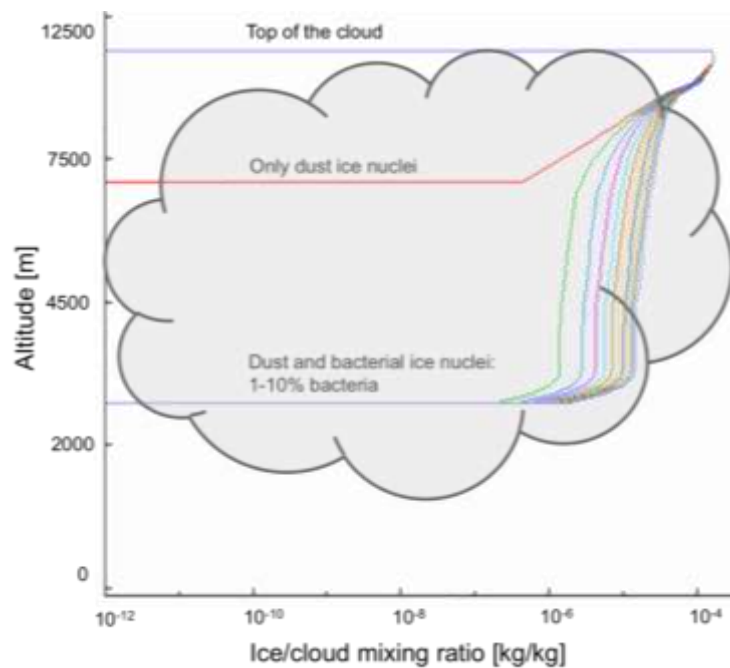 12500
Top of the cloud
7500
Only dust ice nuclei
Altitude [m]
4500
Dust and bacterial ice nuclei:
1-10% bacteria
2000
0
10-12
10-10
10-8
10-6
10-4
Ice/cloud mixing ratio [kg/kg]